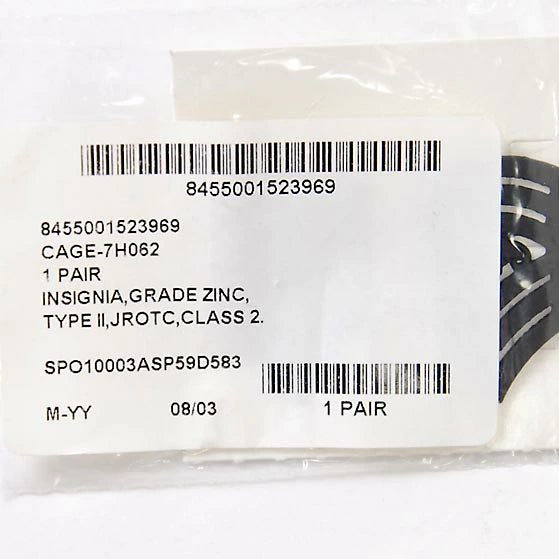 8455001523969
8455001523969
CAGE-7H062
1 PAIR
INSIGNIA,GRADE ZINC,
TYPE II,JROTC,CLASS 2.
SPO10003ASP59D583
M-YY 08/03 1 PAIR